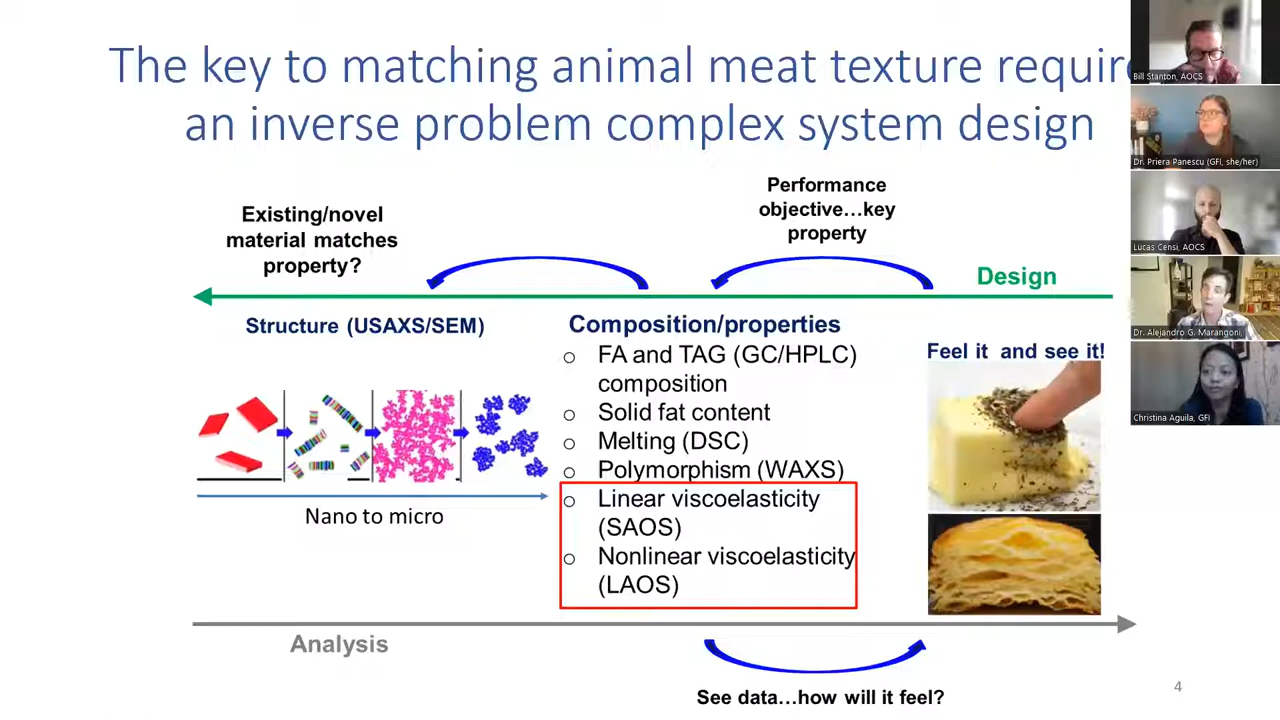 The key to matching animal meat texture requir
an inverse problem complex system design
Existing/novel
material matches
property?
Performance
objective…key
property
Design
Structure (USAXS/SEM)
Nano to micro
Composition/properties
○ FA and TAG (GC/HPLC)
composition
○ Solid fat content
○ Melting (DSC)
○ Polymorphism (WAXS)
○ Linear viscoelasticity
(SAOS)
○ Nonlinear viscoelasticity
(LAOS)
Feel it and see it!
Analysis
See data…how will it feel?
4
Bill Stanton, AOCS
Dr. Priera Panescu (GFI, she/her)
Lucas Censi, AOCS
Dr. Alejandro G. Marangoni,
Christina Aguila, GFI